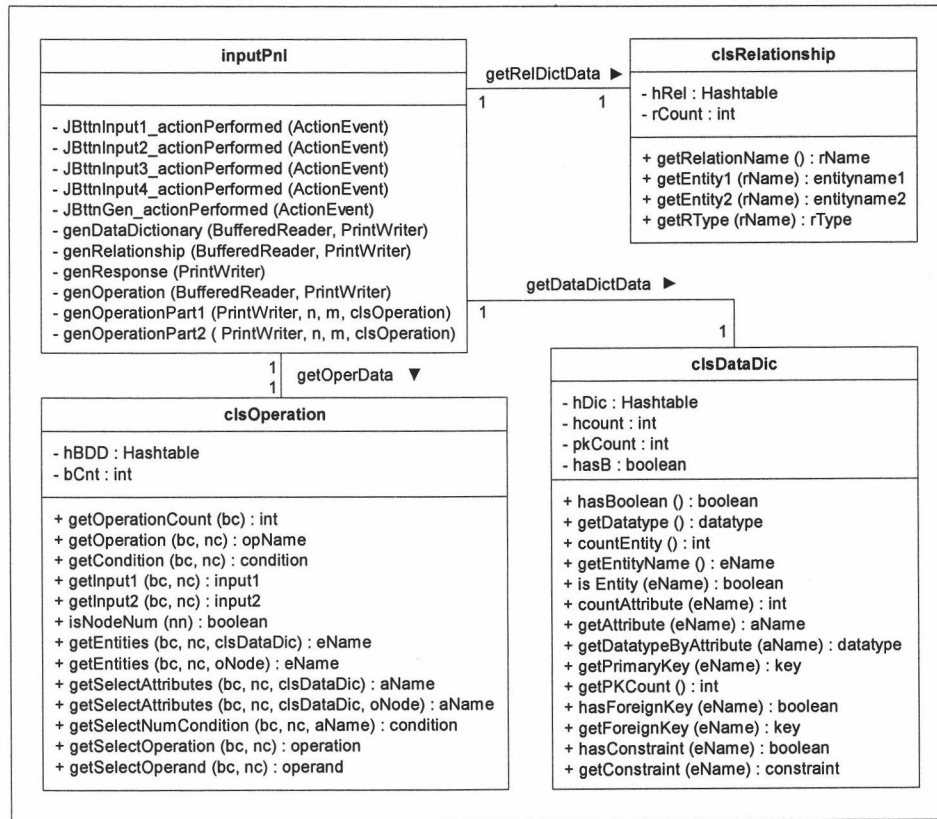 inputPnl
- JBttnInput1_actionPerformed (ActionEvent)
- JBttnInput2_actionPerformed (ActionEvent)
- JBttnInput3_actionPerformed (ActionEvent)
- JBttnInput4_actionPerformed (ActionEvent)
- JBttnGen_actionPerformed (ActionEvent)
- genDataDictionary (BufferedReader, PrintWriter)
- genRelationship (BufferedReader, PrintWriter)
- genResponse (PrintWriter)
- genOperation (BufferedReader, PrintWriter)
- genOperationPart1 (PrintWriter, n, m, clsOperation)
- genOperationPart2 ( PrintWriter, n, m, clsOperation)
getRelDictData ►
1
1
clsRelationship
- hRel : Hashtable
- rCount : int
+ getRelationName () : rName
+ getEntity1 (rName) : entityname1
+ getEntity2 (rName) : entityname2
+ getRType (rName) : rType
getDataDictData ►
1
1
1
1
getOperData ▼
clsOperation
- hBDD : Hashtable
- bCnt : int
+ getOperationCount (bc) : int
+ getOperation (bc, nc) : opName
+ getCondition (bc, nc) : condition
+ getInput1 (bc, nc) : input1
+ getInput2 (bc, nc) : input2
+ isNodeNum (nn) : boolean
+ getEntities (bc, nc, clsDataDic) : eName
+ getEntities (bc, nc, oNode) : eName
+ getSelectAttributes (bc, nc, clsDataDic) : aName
+ getSelectAttributes (bc, nc, clsDataDic, oNode) : aName
+ getSelectNumCondition (bc, nc, aName) : condition
+ getSelectOperation (bc, nc) : operation
+ getSelectOperand (bc, nc) : operand
clsDataDic
- hDic : Hashtable
- hcount : int
- pkCount : int
- hasB : boolean
+ hasBoolean () : boolean
+ getDatatype () : datatype
+ countEntity () : int
+ getEntityName () : eName
+ is Entity (eName) : boolean
+ countAttribute (eName) : int
+ getAttribute (eName) : aName
+ getDatatypeByAttribute (aName) : datatype
+ getPrimaryKey (eName) : key
+ getPKCount () : int
+ hasForeignKey (eName) : boolean
+ getForeignKey (eName) : key
+ hasConstraint (eName) : boolean
+ getConstraint (eName) : constraint